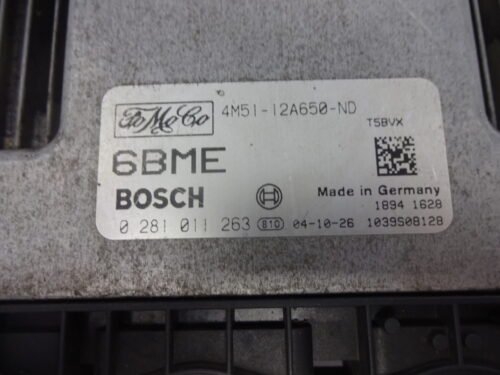 FoMoCo 4M51-12A650-ND
T5BVX
6BME
BOSCH Made in Germany
1894 1628
0 281 011 263 810 04-10-26 1039S08128